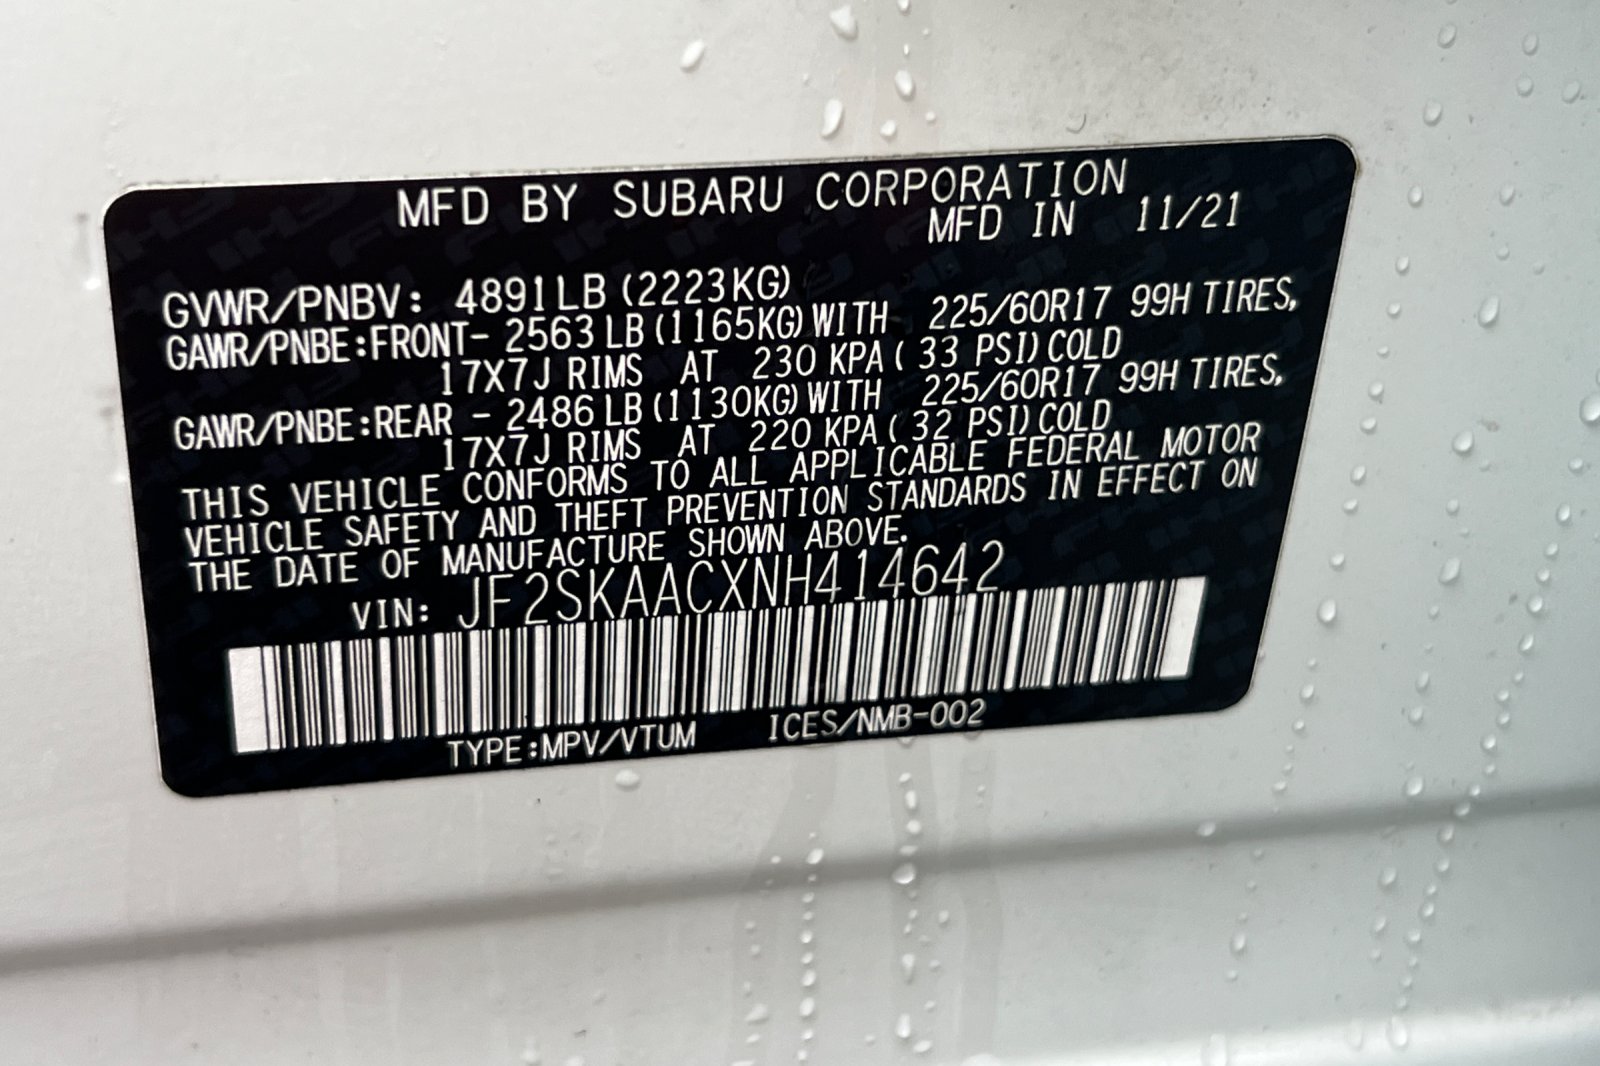 MFD BY SUBARU CORPORATION
MFD IN 11/21
GVWR/PNBV: 4891LB (2223KG)
GAWR/PNBE:FRONT- 2563 LB (1165KG) WITH 225/60R17 99H TIRES,
17X7J RIMS AT 230 KPA ( 33 PSI) COLD
GAWR/PNBE:REAR - 2486 LB (1130KG) WITH 225/60R17 99H TIRES,
17X7J RIMS AT 220 KPA ( 32 PSI) COLD
THIS VEHICLE CONFORMS TO ALL APPLICABLE FEDERAL MOTOR
VEHICLE SAFETY AND THEFT PREVENTION STANDARDS IN EFFECT ON
THE DATE OF MANUFACTURE SHOWN ABOVE.
VIN: JF2SKAACXNH414642
TYPE:MPV/VTUM ICES/NMB-002